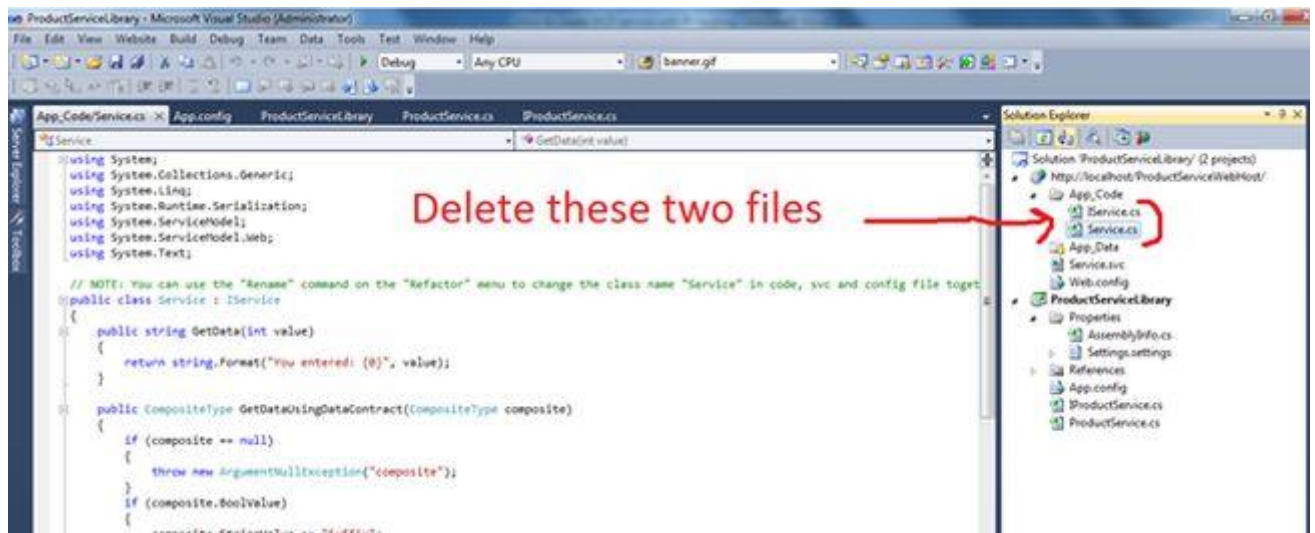 ProductServiceLibrary - Microsoft Visual Studio (Administrator)
File Edit View Website Build Debug Team Data Tools Test Window Help
Debug Any CPU banner.gif
App_Code/Service.cs App.config ProductServiceLibrary ProductService.cs IProductService.cs
Solution Explorer
Server Explorer
Toolbox
Service GetData(int value)
using System;
using System.Collections.Generic;
using System.Linq;
using System.Runtime.Serialization;
using System.ServiceModel;
using System.ServiceModel.Web;
using System.Text;
Delete these two files
// NOTE: You can use the "Rename" command on the "Refactor" menu to change the class name "Service" in code, svc and config file toget
public class Service : IService
{
public string GetData(int value)
{
return string.Format("You entered: {0}", value);
}
public CompositeType GetDataUsingDataContract(CompositeType composite)
{
if (composite == null)
{
throw new ArgumentNullException("composite");
}
if (composite.BoolValue)
{
Solution 'ProductServiceLibrary' (2 projects)
http://localhost/ProductServiceWebHost/
App_Code
IService.cs
Service.cs
App_Data
Service.svc
Web.config
ProductServiceLibrary
Properties
AssemblyInfo.cs
Settings.settings
References
App.config
IProductService.cs
ProductService.cs